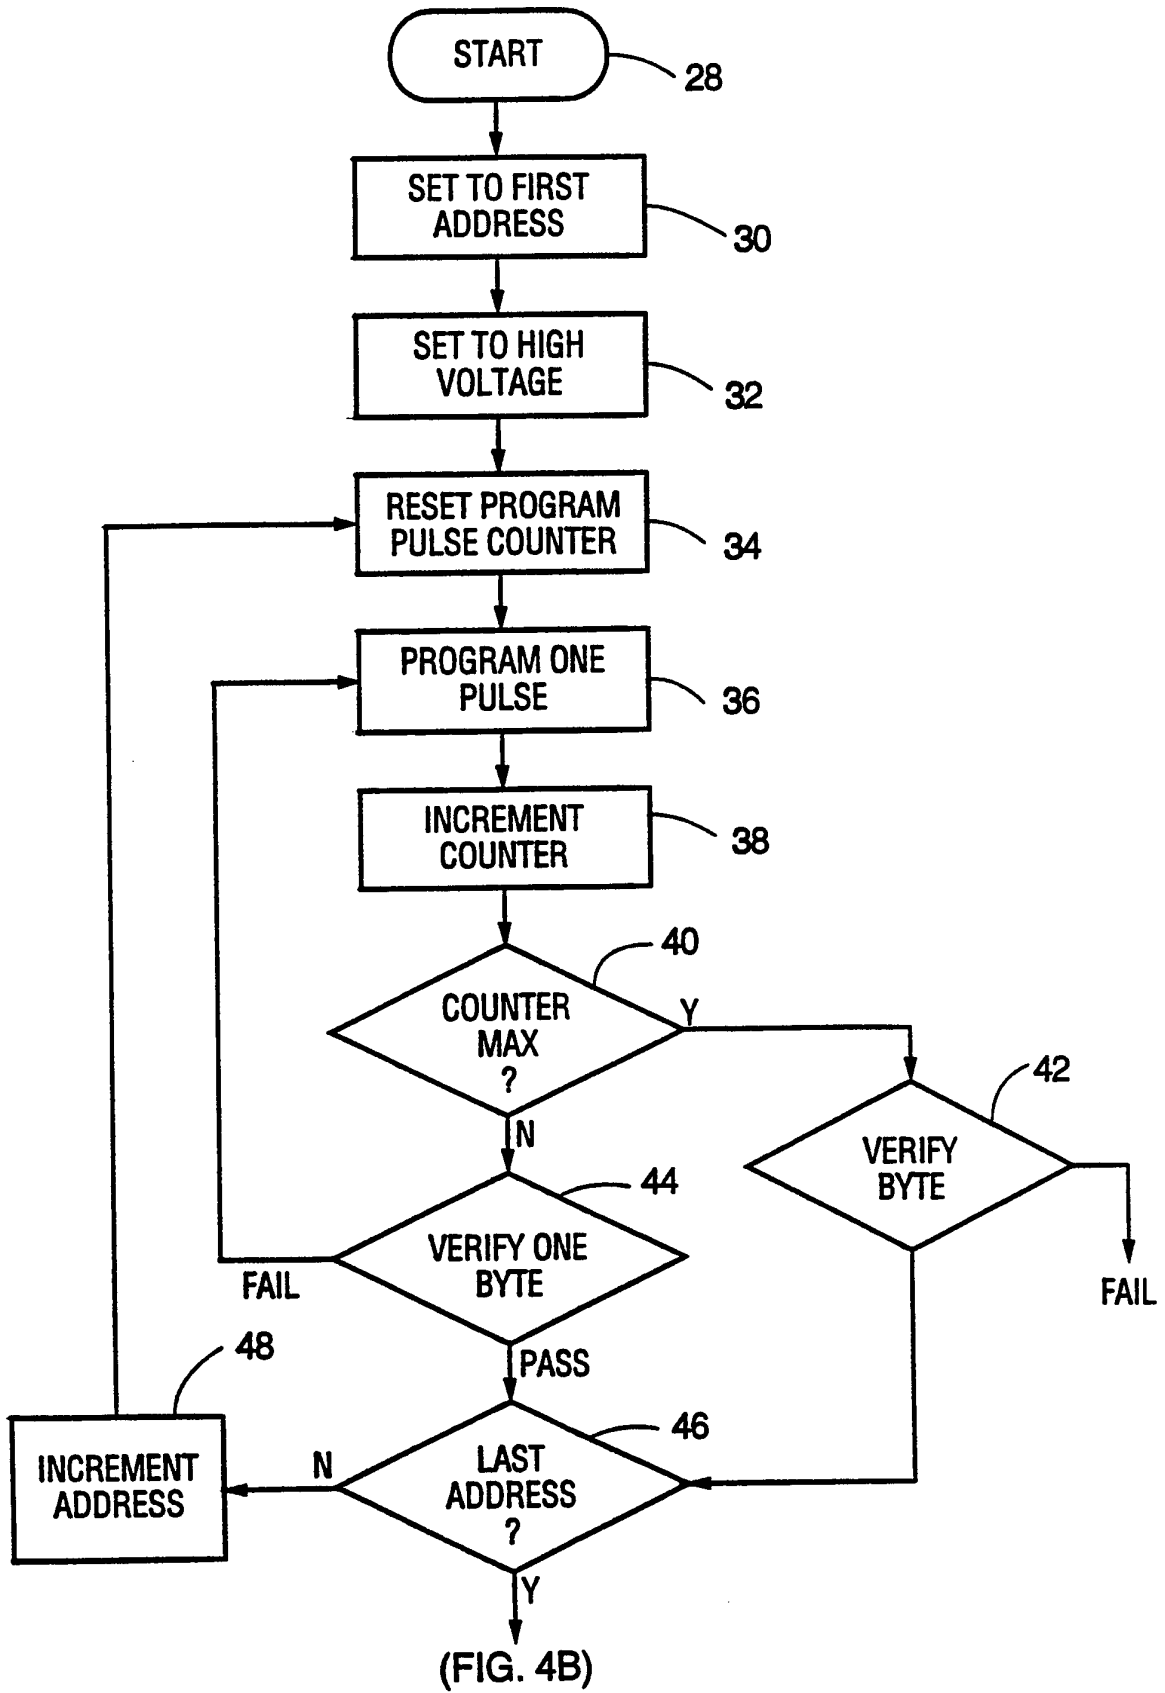 START
28
SET TO FIRST
ADDRESS
30
SET TO HIGH
VOLTAGE
32
RESET PROGRAM
PULSE COUNTER
34
PROGRAM ONE
PULSE
36
INCREMENT
COUNTER
38
40
COUNTER
MAX
?
Y
N
42
VERIFY
BYTE
FAIL
44
VERIFY ONE
BYTE
FAIL
PASS
46
LAST
ADDRESS
?
N
Y
48
INCREMENT
ADDRESS
(FIG. 4B)